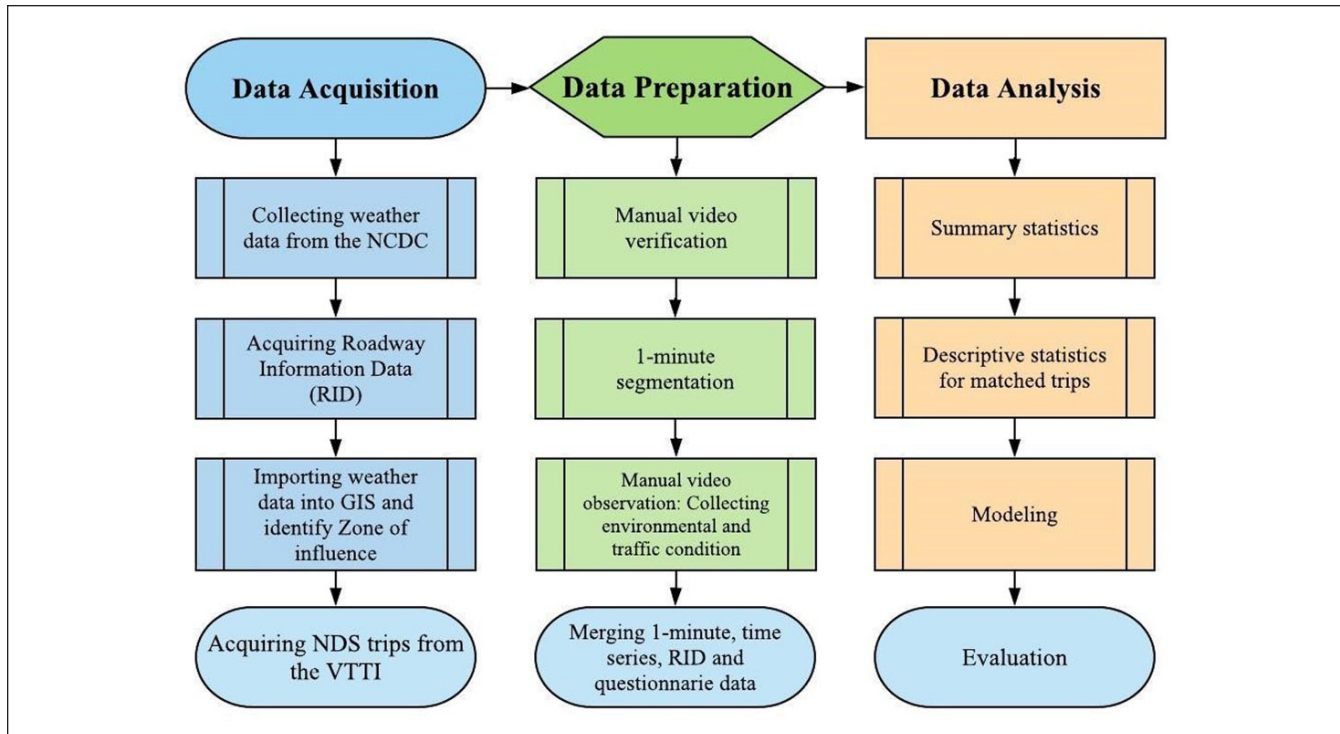 Data Acquisition
Data Preparation
Data Analysis
Collecting weather
data from the NCDC
Acquiring Roadway
Information Data
(RID)
Importing weather
data into GIS and
identify Zone of
influence
Acquiring NDS trips from
the VTTI
Manual video
verification
1-minute
segmentation
Manual video
observation: Collecting
environmental and
traffic condition
Merging 1-minute, time
series, RID and
questionnarie data
Summary statistics
Descriptive statistics
for matched trips
Modeling
Evaluation